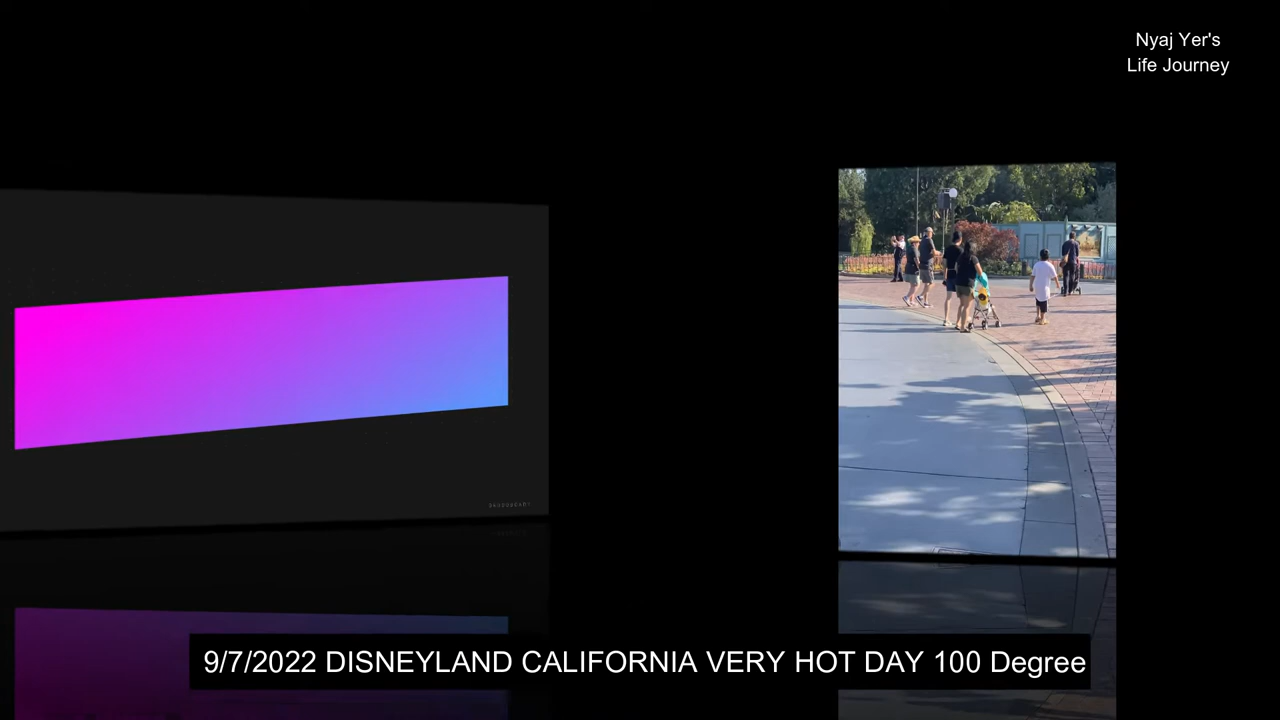 Nyaj Yer's
Life Journey
9/7/2022 DISNEYLAND CALIFORNIA VERY HOT DAY 100 Degree